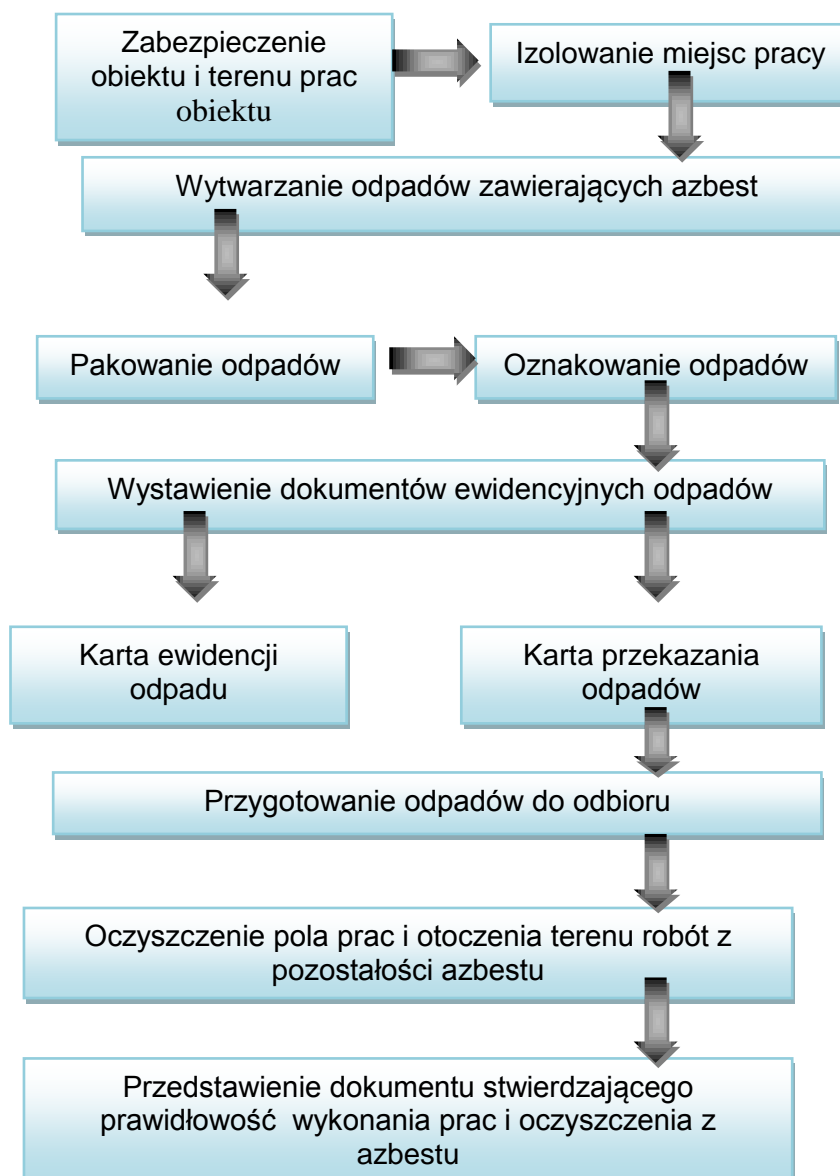 Zabezpieczenie
obiektu i terenu prac
obiektu
Izolowanie miejsc pracy
Wytwarzanie odpadów zawierających azbest
Pakowanie odpadów
Oznakowanie odpadów
Wystawienie dokumentów ewidencyjnych odpadów
Karta ewidencji
odpadu
Karta przekazania
odpadów
Przygotowanie odpadów do odbioru
Oczyszczenie pola prac i otoczenia terenu robót z
pozostałości azbestu
Przedstawienie dokumentu stwierdzającego
prawidłowość wykonania prac i oczyszczenia z
azbestu